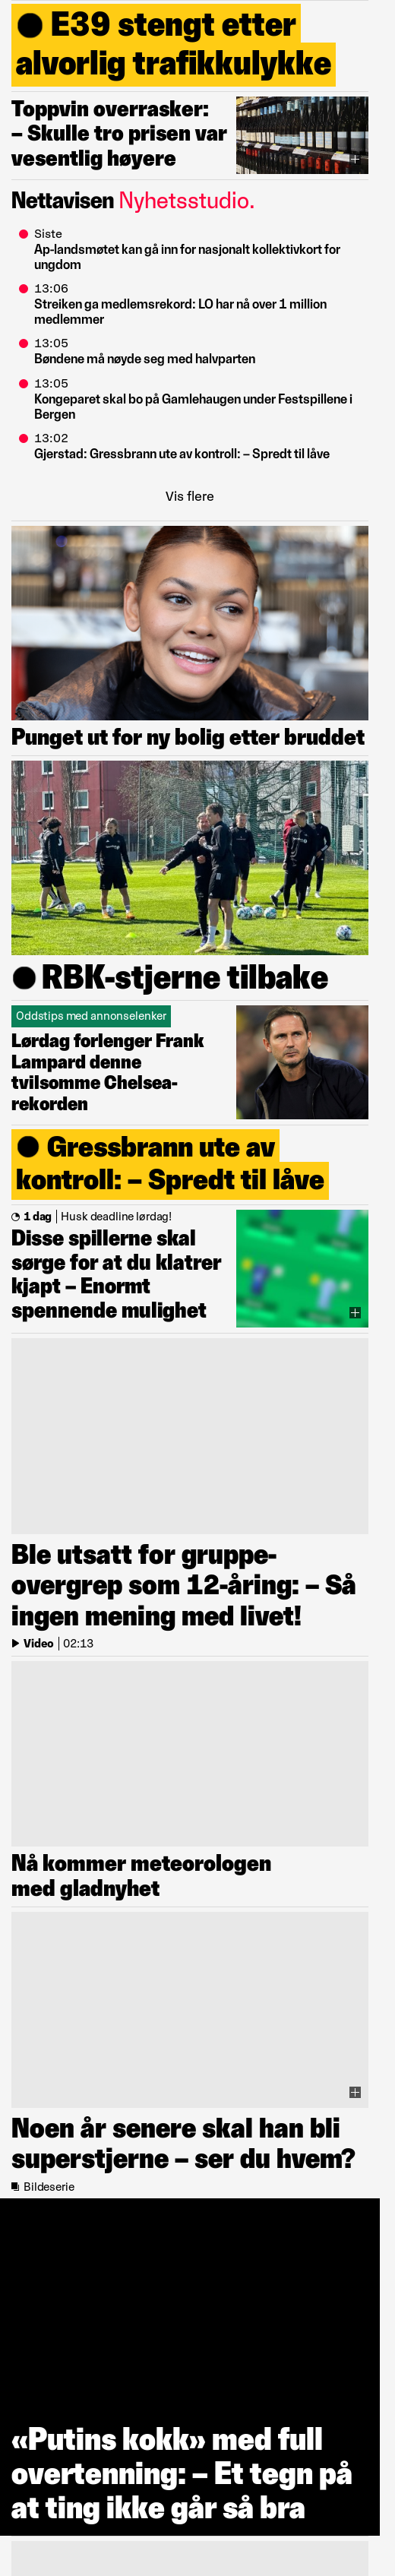 E39 stengt etter
alvorlig trafikkulykke
Toppvin overrasker:
– Skulle tro prisen var
vesentlig høyere
Nettavisen Nyhetsstudio.
Siste
Ap-landsmøtet kan gå inn for nasjonalt kollektivkort for
ungdom
13:06
Streiken ga medlemsrekord: LO har nå over 1 million
medlemmer
13:05
Bøndene må nøyde seg med halvparten
13:05
Kongeparet skal bo på Gamlehaugen under Festspillene i
Bergen
13:02
Gjerstad: Gressbrann ute av kontroll: – Spredt til låve
Vis flere
Punget ut for ny bolig etter bruddet
RBK-stjerne tilbake
Oddstips med annonselenker
Lørdag forlenger Frank
Lampard denne
tvilsomme Chelsea-
rekorden
Gressbrann ute av
kontroll: – Spredt til låve
1 dag | Husk deadline lørdag!
Disse spillerne skal
sørge for at du klatrer
kjapt – Enormt
spennende mulighet
Ble utsatt for gruppe-
overgrep som 12-åring: – Så
ingen mening med livet!
Video | 02:13
Nå kommer meteorologen
med gladnyhet
Noen år senere skal han bli
superstjerne – ser du hvem?
Bildeserie
«Putins kokk» med full
overtenning: – Et tegn på
at ting ikke går så bra